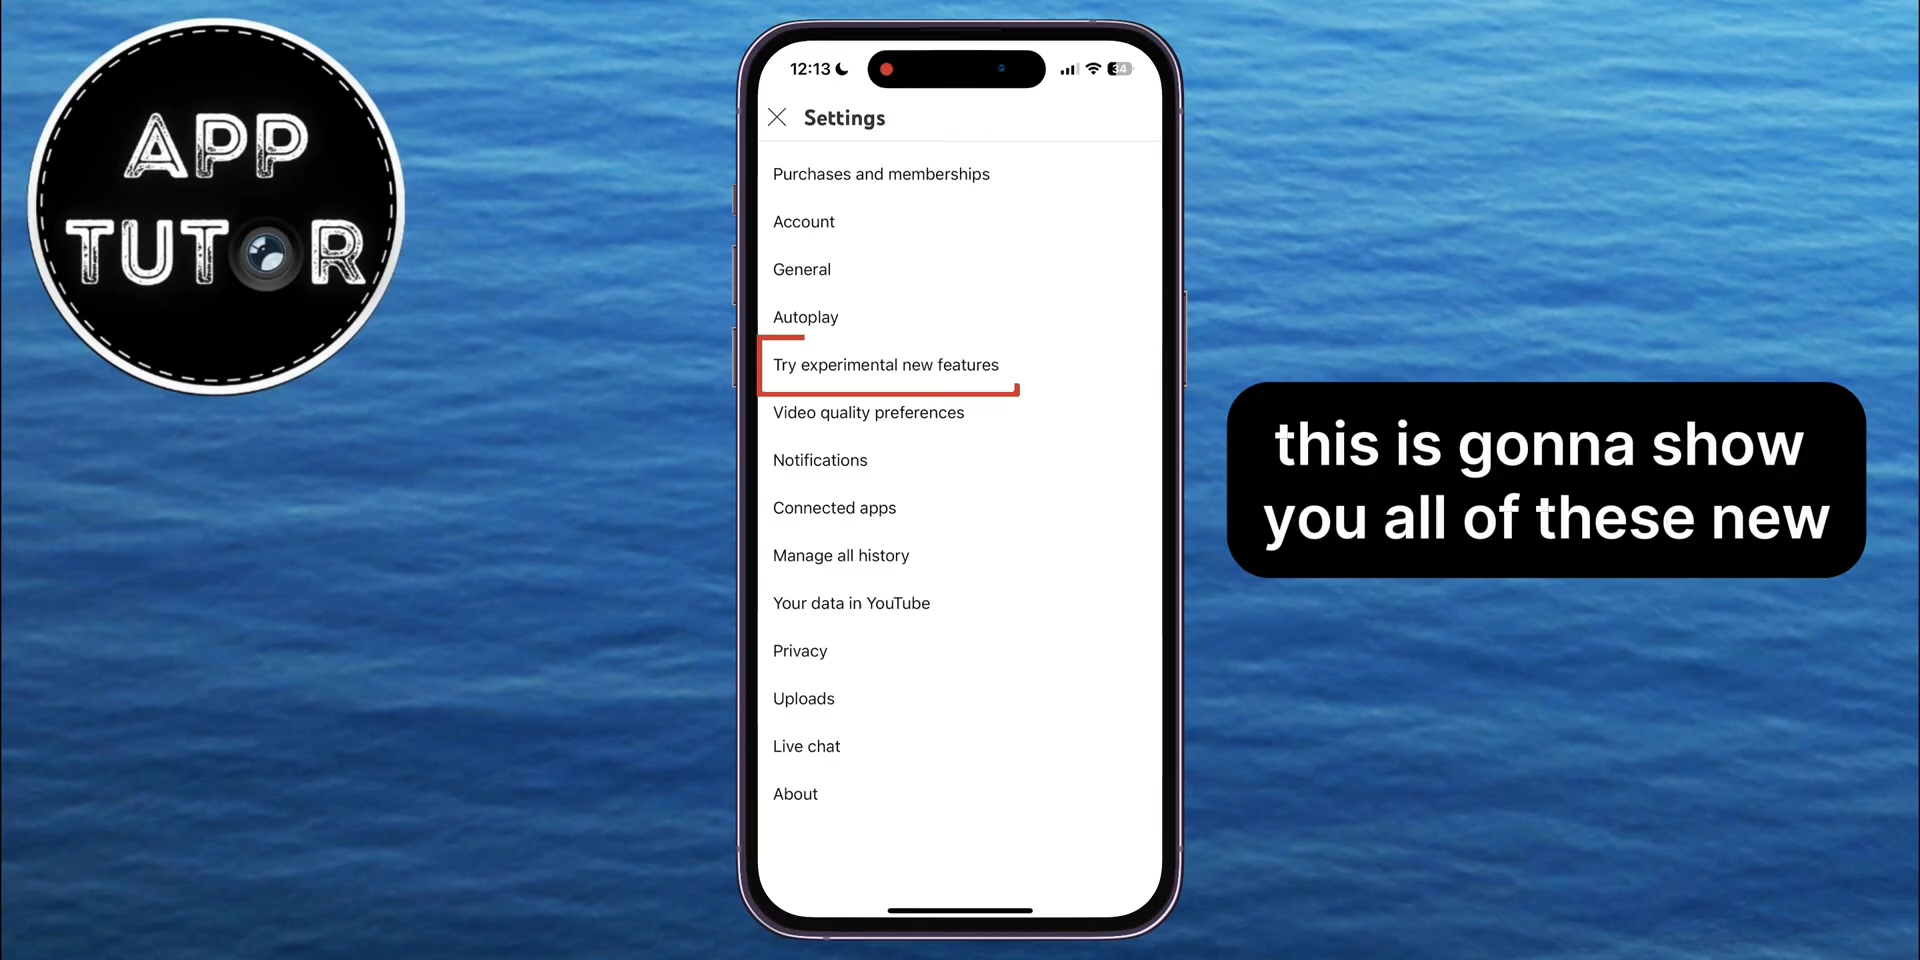 APP
TUTOR
12:13
34
Settings
Purchases and memberships
Account
General
Autoplay
Try experimental new features
Video quality preferences
Notifications
Connected apps
Manage all history
Your data in YouTube
Privacy
Uploads
Live chat
About
this is gonna show
you all of these new